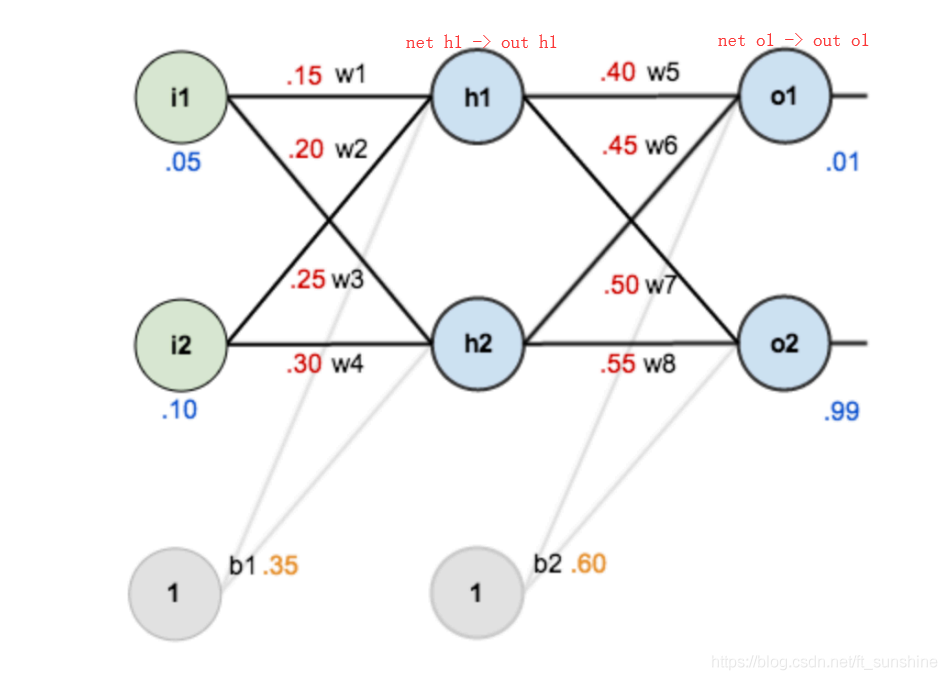 net h1 -> out h1
net o1 -> out o1
.15 w1
.40 w5
i1
h1
o1
.20 w2
.45 w6
.05
.01
.25 w3
.50 w7
i2
h2
o2
.30 w4
.55 w8
.10
.99
b1 .35
b2 .60
1
1
https://blog.csdn.net/ft_sunshine